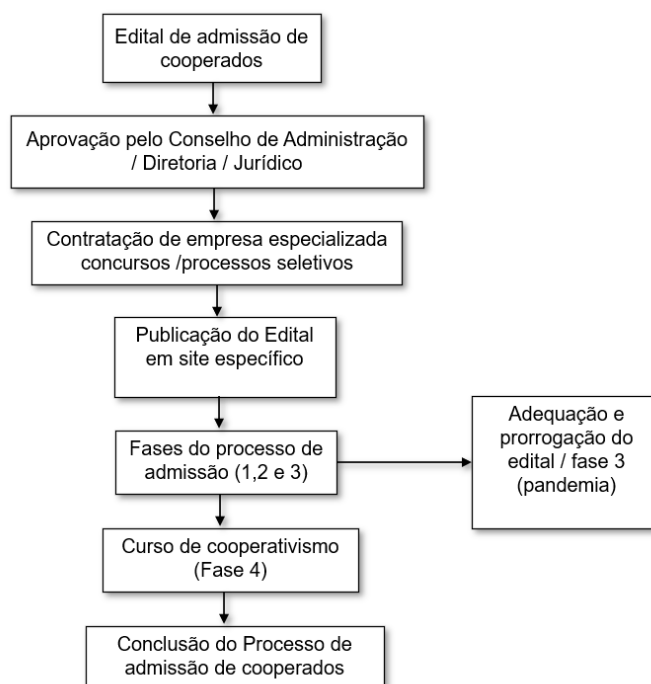 Edital de admissão de
cooperados
Aprovação pelo Conselho de Administração
/ Diretoria / Jurídico
Contratação de empresa especializada
concursos /processos seletivos
Publicação do Edital
em site específico
Fases do processo de
admissão (1,2 e 3)
Adequação e
prorrogação do
edital / fase 3
(pandemia)
Curso de cooperativismo
(Fase 4)
Conclusão do Processo de
admissão de cooperados